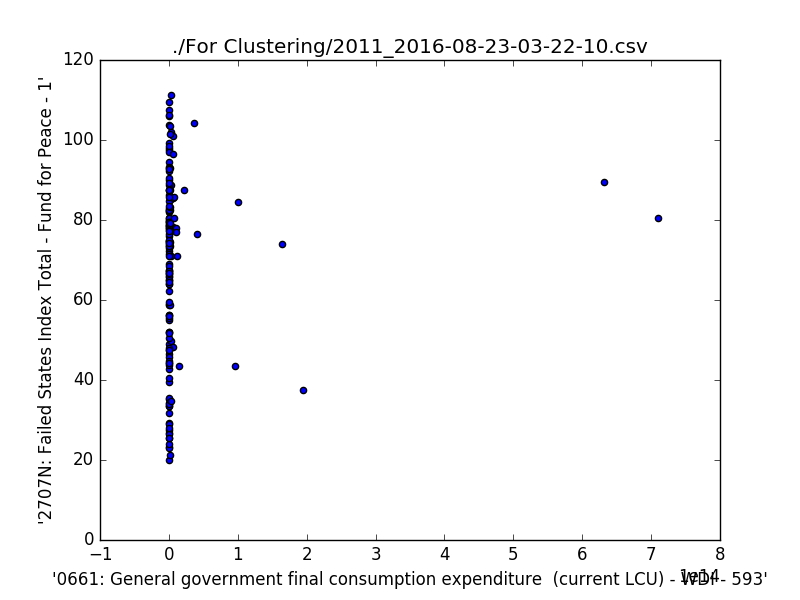 ./For Clustering/2011_2016-08-23-03-22-10.csv
'2707N: Failed States Index Total - Fund for Peace - 1'
120
100
80
60
40
20
0
−1 0 1 2 3 4 5 6 7 8
1e14
'0661: General government final consumption expenditure  (current LCU) - WDI - 593'